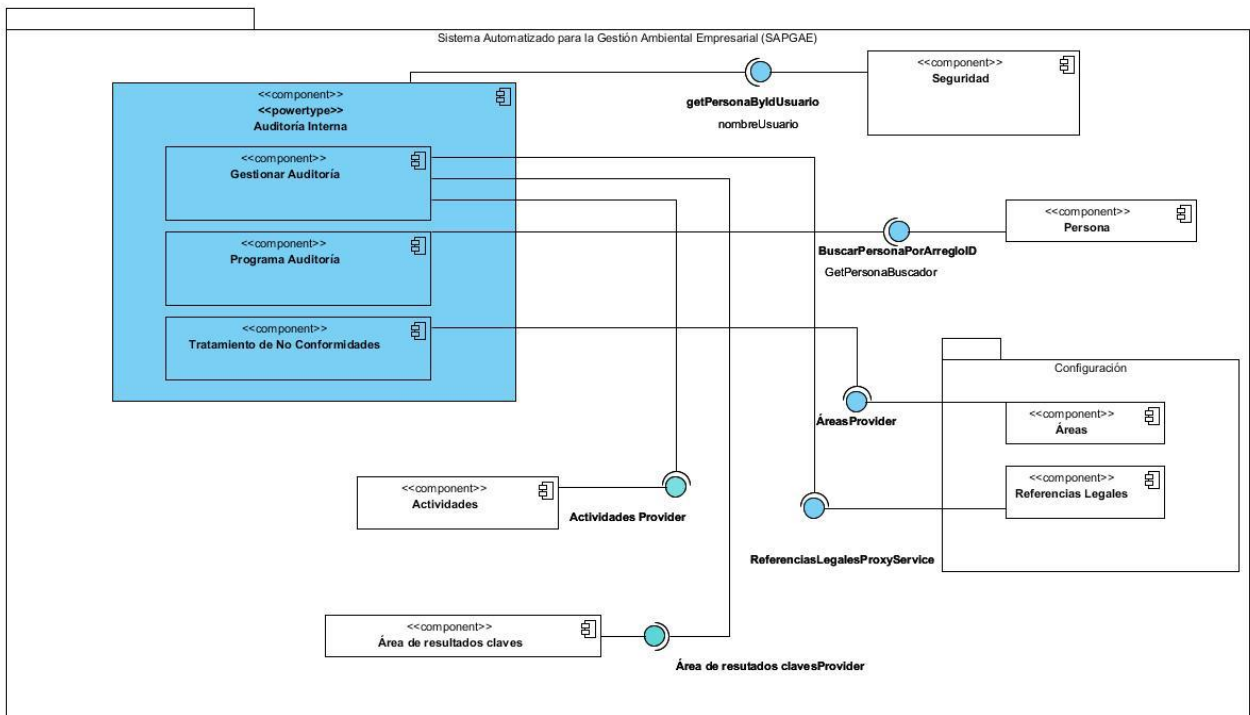 Sistema Automatizado para la Gestión Ambiental Empresarial (SAPGAE)
<<component>>
<<powertype>>
Auditoría Interna
<<component>>
Gestionar Auditoría
<<component>>
Programa Auditoría
<<component>>
Tratamiento de No Conformidades
getPersonaByIdUsuario
nombreUsuario
<<component>>
Seguridad
BuscarPersonaPorArregloID
GetPersonaBuscador
<<component>>
Persona
Configuración
ÁreasProvider
<<component>>
Áreas
<<component>>
Referencias Legales
ReferenciasLegalesProxyService
<<component>>
Actividades
Actividades Provider
<<component>>
Área de resultados claves
Área de resutados clavesProvider